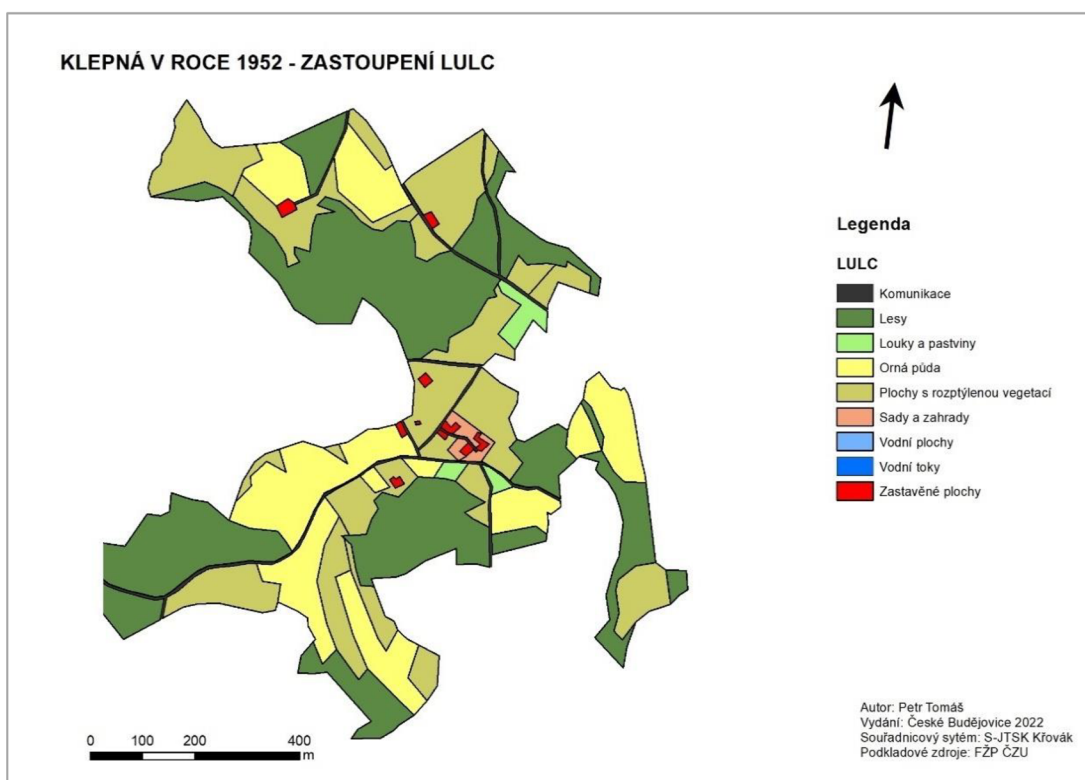 KLEPNÁ V ROCE 1952 - ZASTOUPENÍ LULC
Legenda
LULC
Komunikace
Lesy
Louky a pastviny
Orná půda
Plochy s rozptýlenou vegetací
Sady a zahrady
Vodní plochy
Vodní toky
Zastavěné plochy
0 100 200 400
m
Autor: Petr Tomáš
Vydání: České Budějovice 2022
Souřadnicový sytém: S-JTSK Křovák
Podkladové zdroje: FŽP ČZU